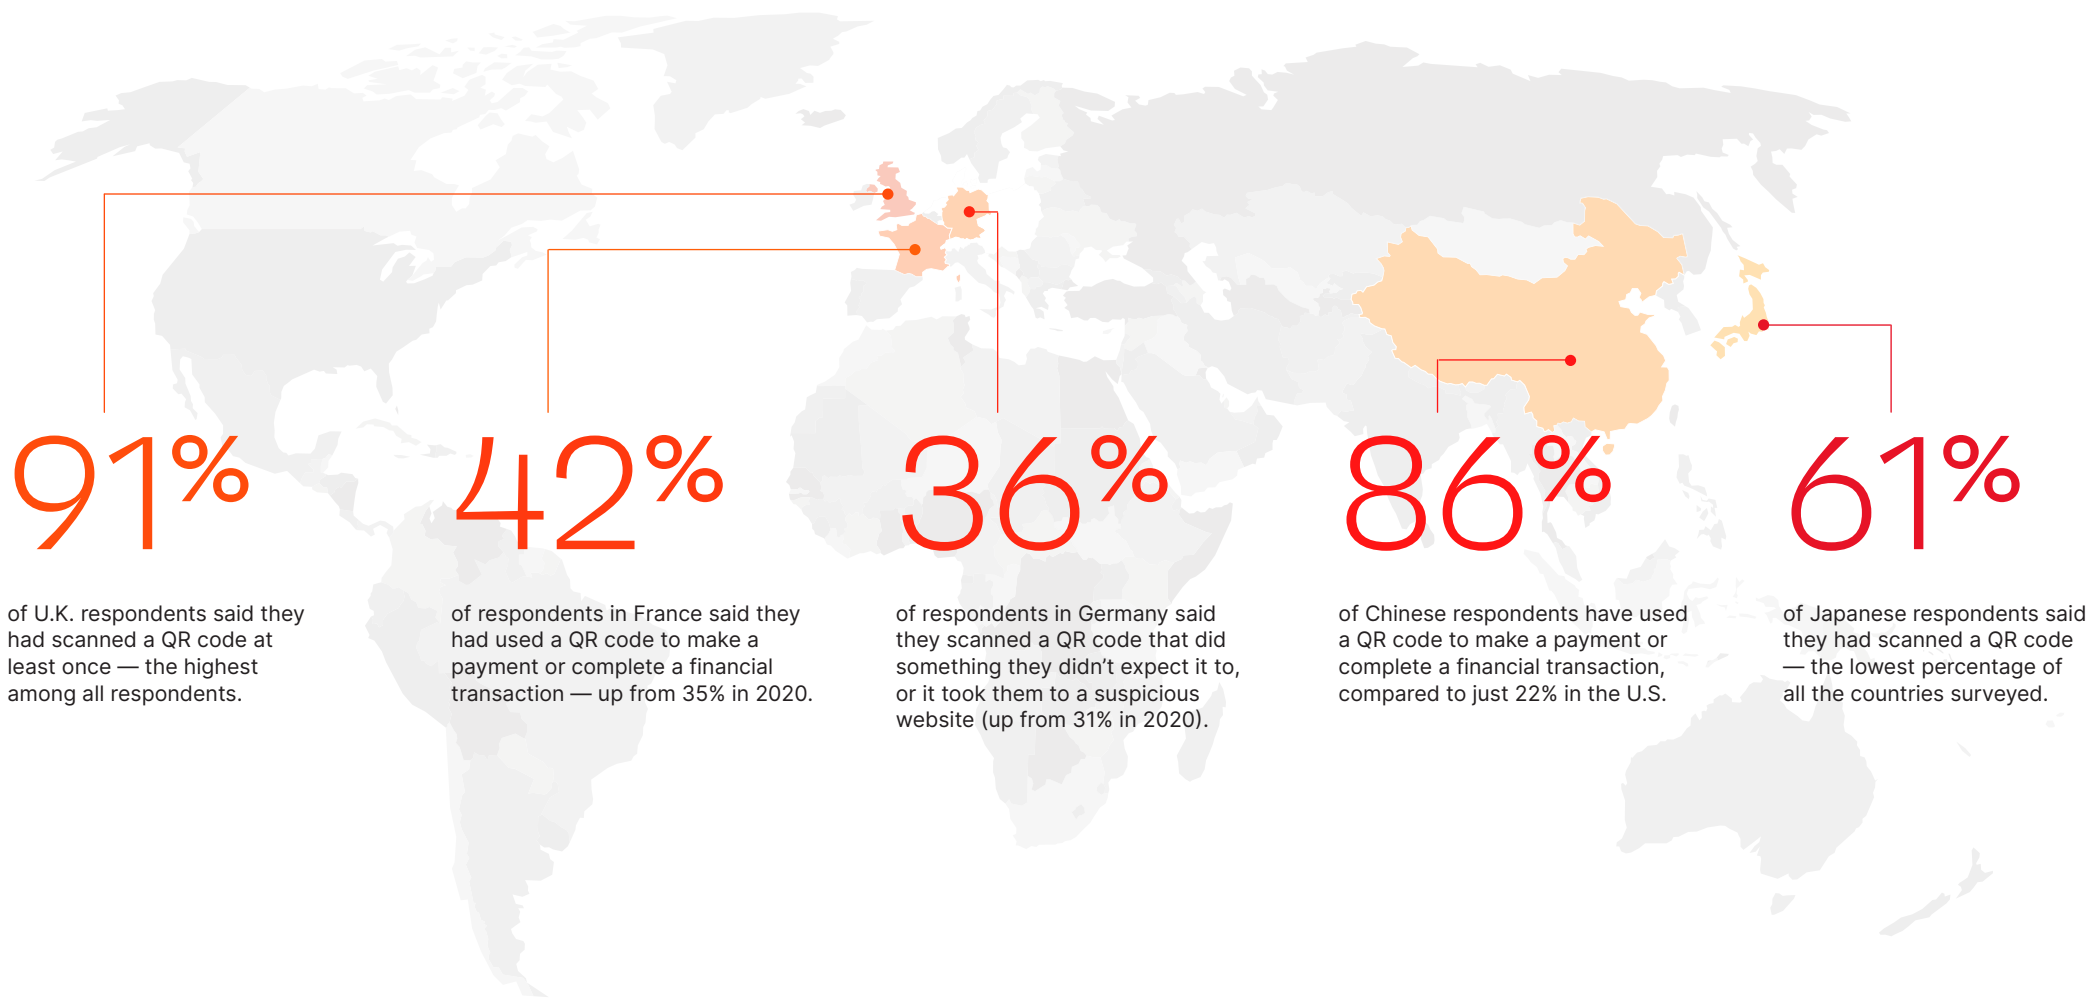 91%
of U.K. respondents said they
had scanned a QR code at
least once — the highest
among all respondents.
42%
of respondents in France said they
had used a QR code to make a
payment or complete a financial
transaction — up from 35% in 2020.
36%
of respondents in Germany said
they scanned a QR code that did
something they didn’t expect it to,
or it took them to a suspicious
website (up from 31% in 2020).
86%
of Chinese respondents have used
a QR code to make a payment or
complete a financial transaction,
compared to just 22% in the U.S.
61%
of Japanese respondents said
they had scanned a QR code
— the lowest percentage of
all the countries surveyed.